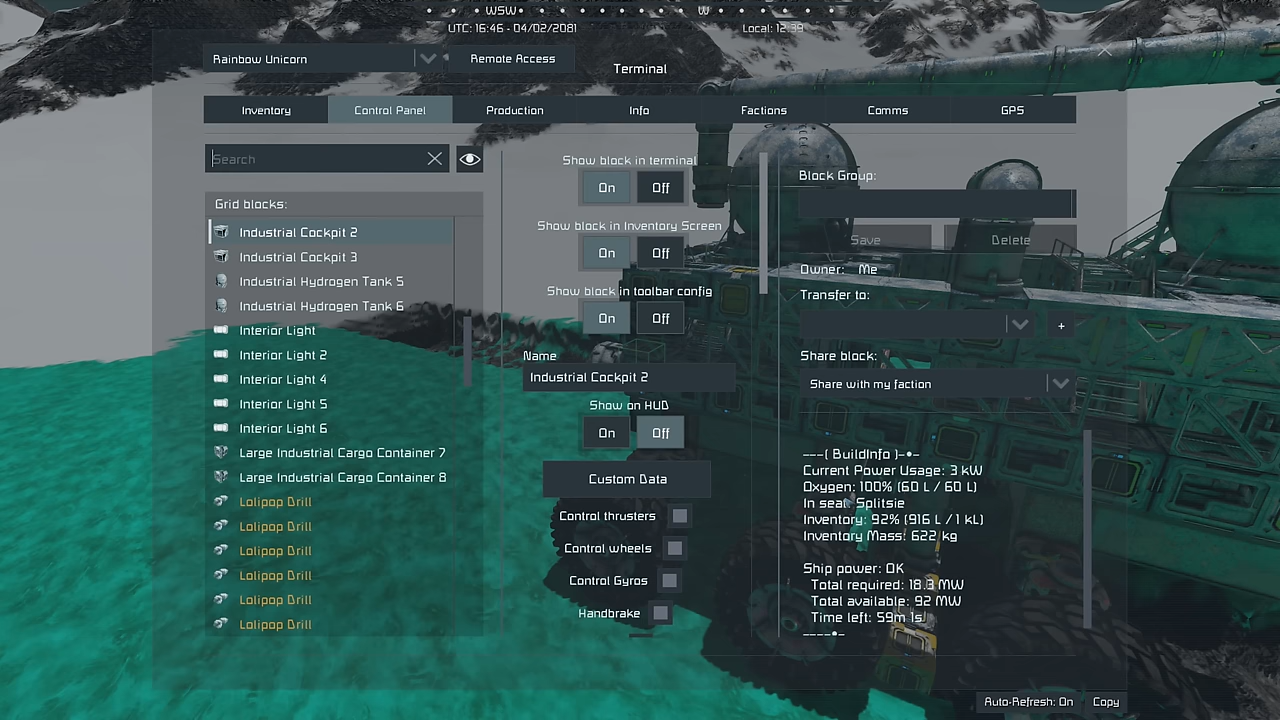 WSW
W
UTC: 16:46 - 04/02/2081
Local: 12:39
Rainbow Unicorn
Remote Access
Terminal
Inventory
Control Panel
Production
Info
Factions
Comms
GPS
Search
Grid blocks:
Industrial Cockpit 2
Industrial Cockpit 3
Industrial Hydrogen Tank 5
Industrial Hydrogen Tank 6
Interior Light
Interior Light 2
Interior Light 4
Interior Light 5
Interior Light 6
Large Industrial Cargo Container 7
Large Industrial Cargo Container 8
Lolipop Drill
Lolipop Drill
Lolipop Drill
Lolipop Drill
Lolipop Drill
Lolipop Drill
Show block in terminal
On Off
Show block in Inventory Screen
On Off
Show block in toolbar config
On Off
Name
Industrial Cockpit 2
Show on HUD
On Off
Custom Data
Control thrusters
Control wheels
Control Gyros
Handbrake
Block Group:
Save
Delete
Owner: Me
Transfer to:
+
Share block:
Share with my faction
---( BuildInfo )-•-
Current Power Usage: 3 kW
Oxygen: 100% (60 L / 60 L)
In seat: Splitsie
Inventory: 92% (916 L / 1 kL)
Inventory Mass: 622 kg
Ship power: OK
Total required: 18.3 MW
Total available: 92 MW
Time left: 59m 1s
----•-
Auto-Refresh: On
Copy